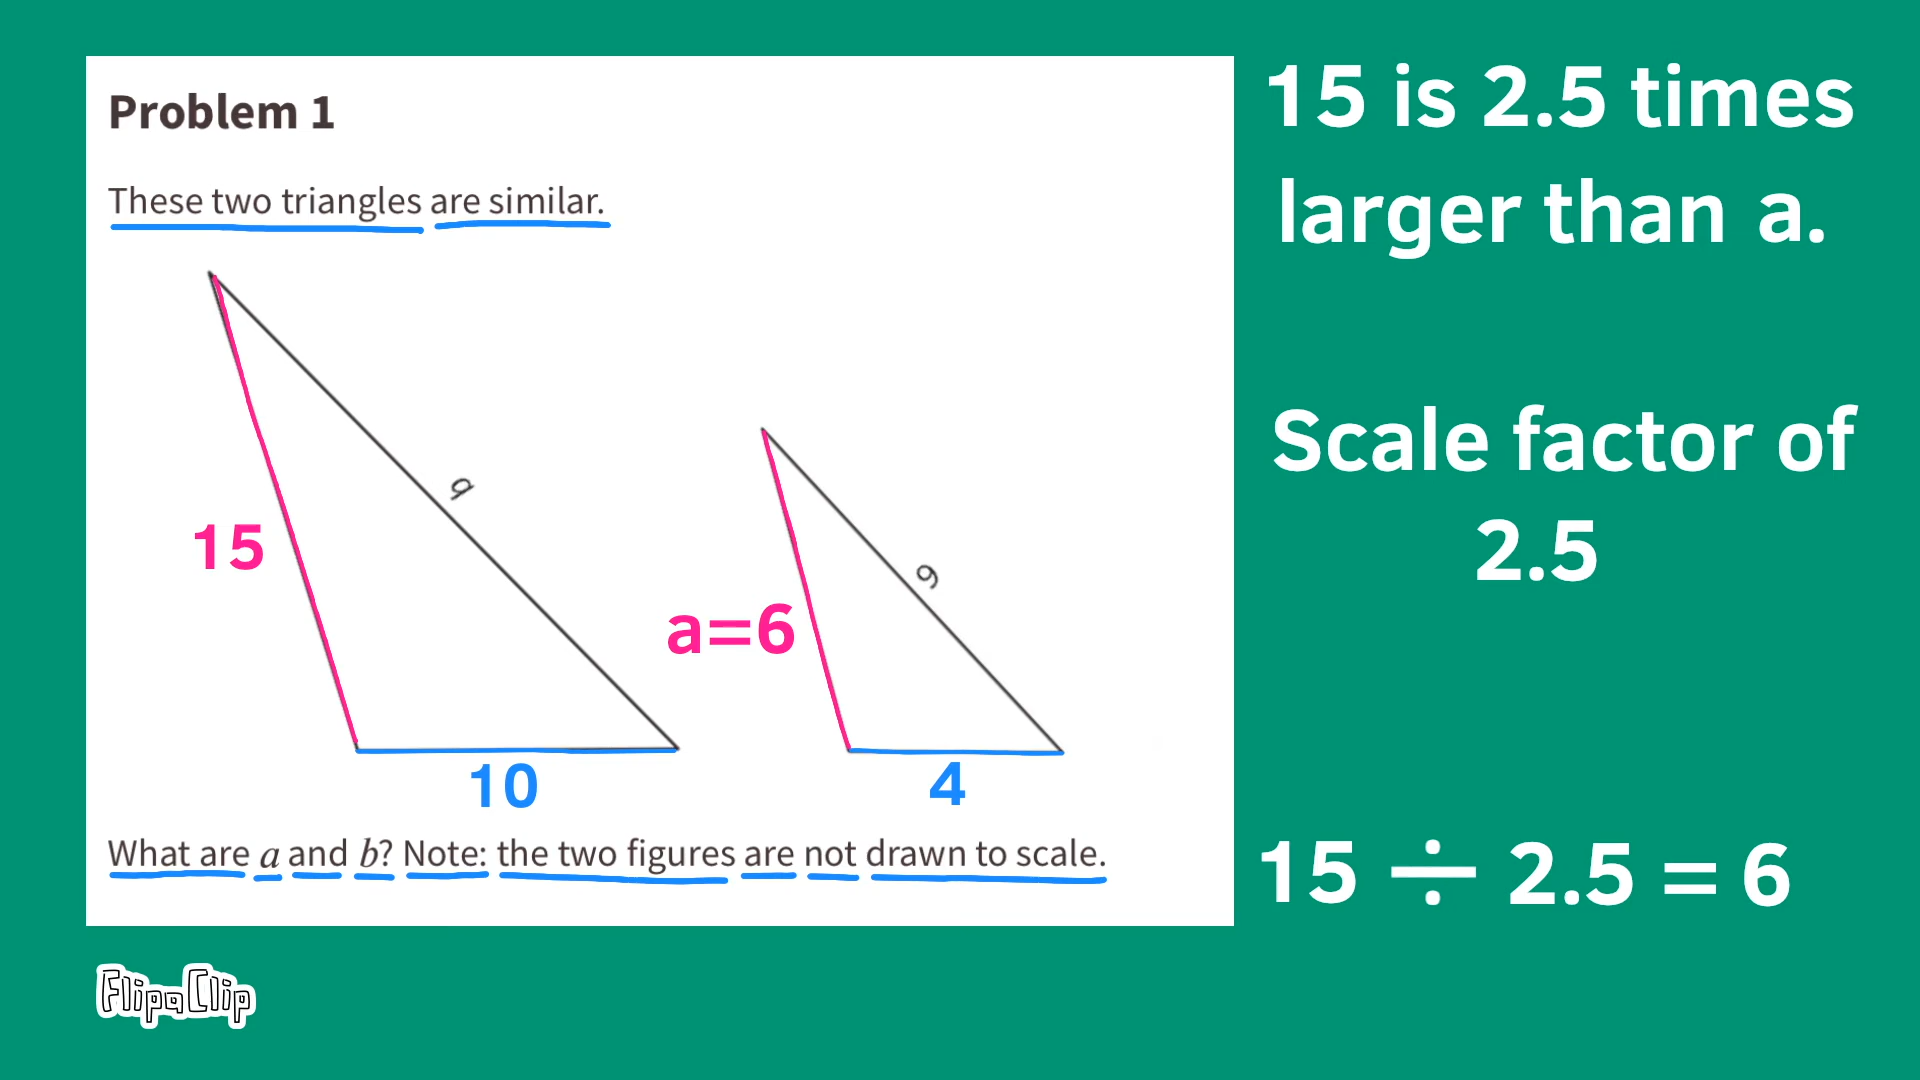 Problem 1
These two triangles are similar.
b
15
10
9
a=6
4
What are a and b? Note: the two figures are not drawn to scale.
15 is 2.5 times
larger than a.
Scale factor of
2.5
15 ÷ 2.5 = 6
FlipaClip